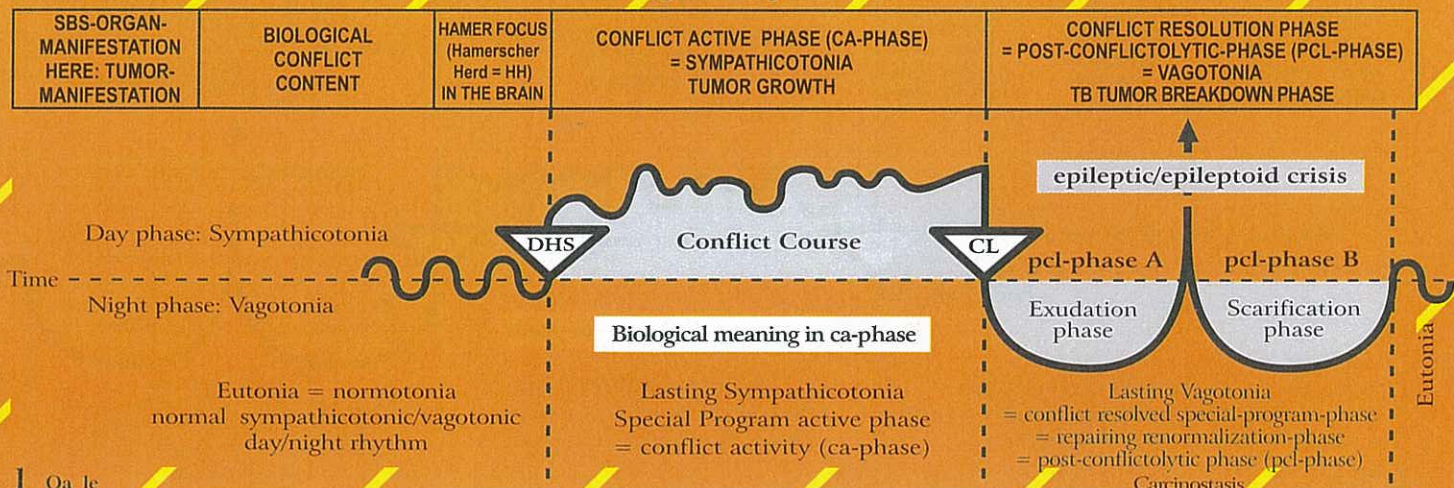 SBS-ORGAN-
MANIFESTATION
HERE: TUMOR-
MANIFESTATION
BIOLOGICAL
CONFLICT
CONTENT
HAMER FOCUS
(Hamerscher
Herd = HH)
IN THE BRAIN
CONFLICT ACTIVE PHASE (CA-PHASE)
= SYMPATHICOTONIA
TUMOR GROWTH
CONFLICT RESOLUTION PHASE
= POST-CONFLICTOLYTIC-PHASE (PCL-PHASE)
= VAGOTONIA
TB TUMOR BREAKDOWN PHASE
epileptic/epileptoid crisis
Day phase: Sympathicotonia
DHS
Conflict Course
CL
pcl-phase A
pcl-phase B
Time
Night phase: Vagotonia
Exudation
phase
Scarification
phase
Biological meaning in ca-phase
Eutonia
Eutonia = normotonia
normal sympathicotonic/vagotonic
day/night rhythm
Lasting Sympathicotonia
Special Program active phase
= conflict activity (ca-phase)
Lasting Vagotonia
= conflict resolved special-program-phase
= repairing renormalization-phase
= post-conflictolytic phase (pcl-phase)
Carcinostasis